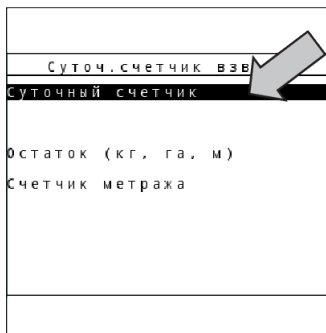 Суточ.счетчик взв
Суточный счетчик
Остаток (кг, га, м)
Счетчик метража